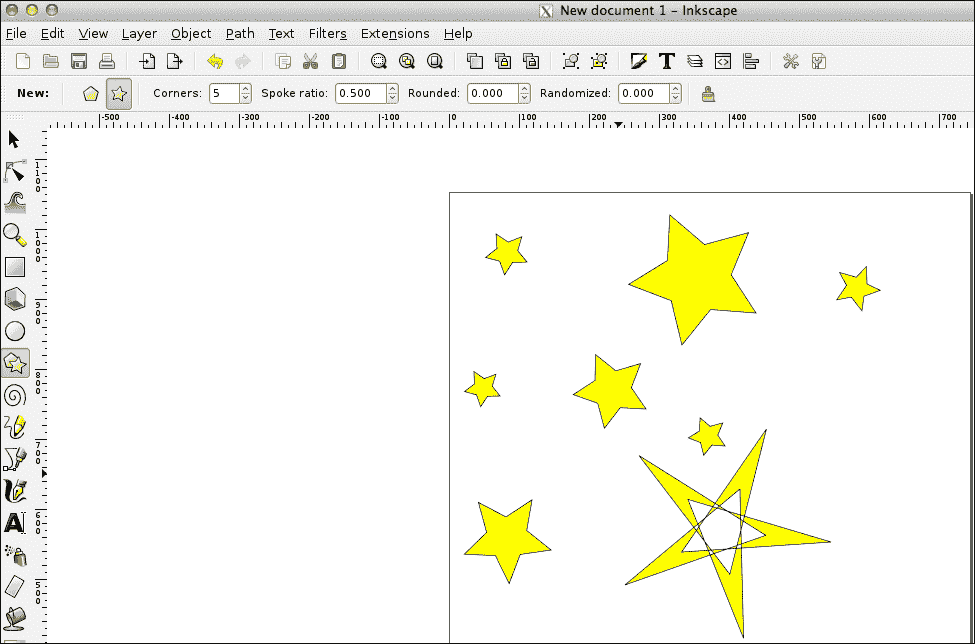 New document 1 - Inkscape
File Edit View Layer Object Path Text Filters Extensions Help
New: Corners: 5 Spoke ratio: 0.500 Rounded: 0.000 Randomized: 0.000
-500 -400 -300 -200 -100 0 100 200 300 400 500 600 700
1100
1000
900
800
700
600
500